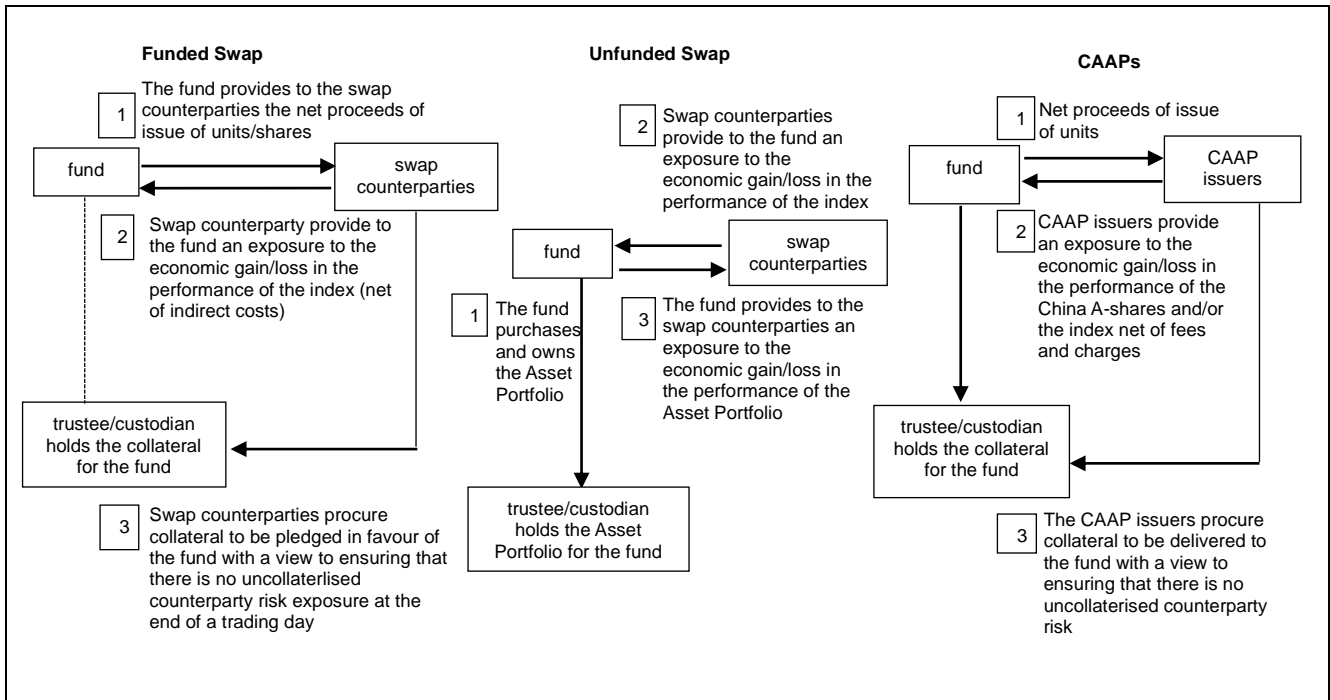 Funded Swap
1
The fund provides to the swap
counterparties the net proceeds of
issue of units/shares
fund
swap
counterparties
2
Swap counterparty provide to
the fund an exposure to the
economic gain/loss in the
performance of the index (net
of indirect costs)
trustee/custodian
holds the collateral
for the fund
3
Swap counterparties procure
collateral to be pledged in favour of
the fund with a view to ensuring that
there is no uncollaterlised
counterparty risk exposure at the
end of a trading day
Unfunded Swap
2
Swap counterparties
provide to the fund an
exposure to the
economic gain/loss in the
performance of the index
fund
swap
counterparties
1
The fund
purchases
and owns
the Asset
Portfolio
3
The fund provides to the
swap counterparties an
exposure to the
economic gain/loss in
the performance of the
Asset Portfolio
trustee/custodian
holds the Asset
Portfolio for the fund
CAAPs
1
Net proceeds of issue
of units
fund
CAAP
issuers
2
CAAP issuers provide
an exposure to the
economic gain/loss in
the performance of the
China A-shares and/or
the index net of fees
and charges
trustee/custodian
holds the collateral
for the fund
3
The CAAP issuers procure
collateral to be delivered to
the fund with a view to
ensuring that there is no
uncollaterised counterparty
risk